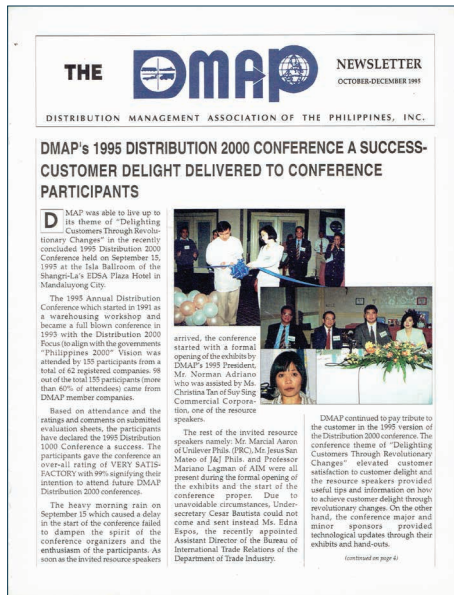 THE DMAP NEWSLETTER
OCTOBER-DECEMBER 1995
DISTRIBUTION MANAGEMENT ASSOCIATION OF THE PHILIPPINES, INC.
DMAP's 1995 DISTRIBUTION 2000 CONFERENCE A SUCCESS-
CUSTOMER DELIGHT DELIVERED TO CONFERENCE
PARTICIPANTS
DMAP was able to live up to
its theme of "Delighting
Customers Through Revolu-
tionary Changes" in the recently
concluded 1995 Distribution 2000
Conference held on September 15,
1995 at the Isla Ballroom of the
Shangri-La's EDSA Plaza Hotel in
Mandaluyong City.
The 1995 Annual Distribution
Conference which started in 1991 as
a warehousing workshop and
became a full blown conference in
1993 with the Distribution 2000
Focus (to align with the government's
"Philippines 2000" Vision was
attended by 155 participants from a
total of 62 registered companies. 98
out of the total 155 participants (more
than 60% of attendees) came from
DMAP member companies.
Based on attendance and the
ratings and comments on submitted
evaluation sheets, the participants
have declared the 1995 Distribution
1000 Conference a success. The
participants gave the conference an
over-all rating of VERY SATIS-
FACTORY with 99% signifying their
intention to attend future DMAP
Distribution 2000 conferences.
The heavy morning rain on
September 15 which caused a delay
in the start of the conference failed
to dampen the spirit of the
conference organizers and the
enthusiasm of the participants. As
soon as the invited resource speakers
arrived, the conference
started with a formal
opening of the exhibits by
DMAP's 1995 President,
Mr. Norman Adriano
who was assisted by Ms.
Christina Tan of Suy Sing
Commercial Corpora-
tion, one of the resource
speakers.
The rest of the invited resource
speakers namely: Mr. Marcial Aaron
of Unilever Phils. (PRC), Mr. Jesus San
Mateo of J&J Phils. and Professor
Mariano Lagman of AIM were all
present during the formal opening of
the exhibits and the start of the
conference proper. Due to
unavoidable circumstances, Under-
secretary Cesar Bautista could not
come and sent instead Ms. Edna
Espos, the recently appointed
Assistant Director of the Bureau of
International Trade Relations of the
Department of Trade Industry.
DMAP continued to pay tribute to
the customer in the 1995 version of
the Distribution 2000 conference. The
conference theme of "Delighting
Customers Through Revolutionary
Changes" elevated customer
satisfaction to customer delight and
the resource speakers provided
useful tips and information on how
to achieve customer delight through
revolutionary changes. On the other
hand, the conference major and
minor sponsors provided
technological updates through their
exhibits and hand-outs.
(continued on page 4)